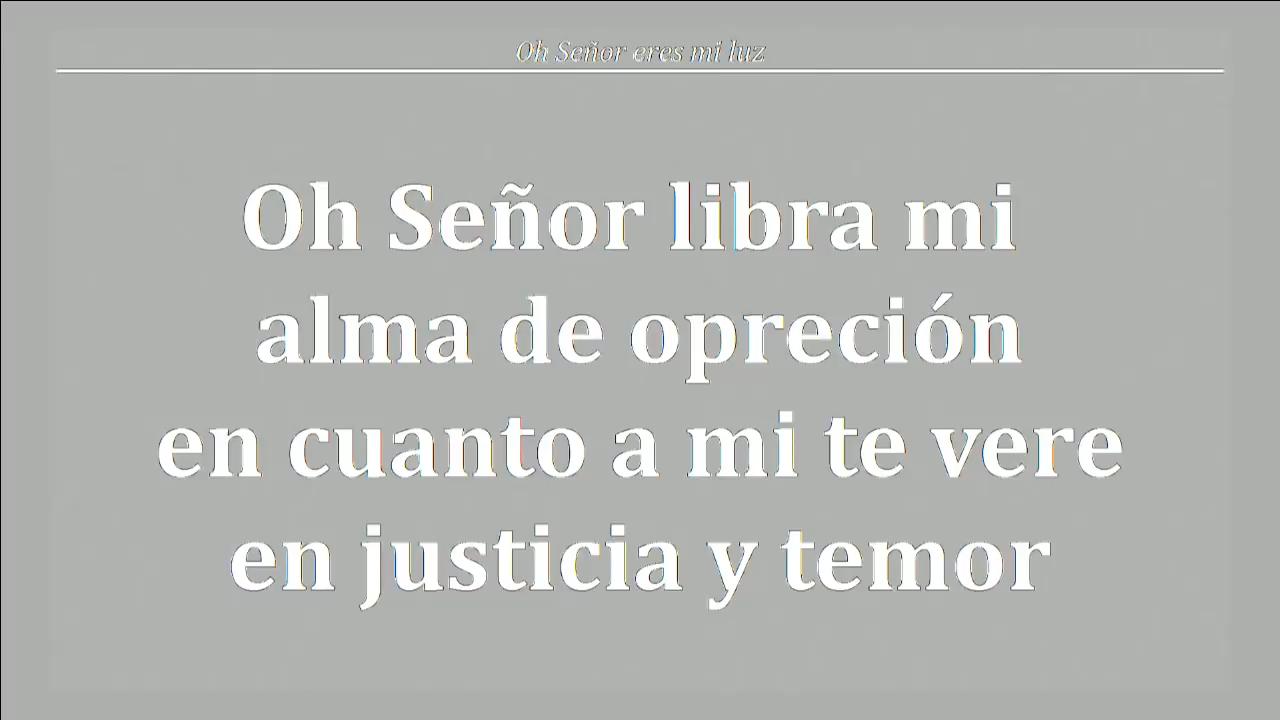 Oh Señor eres mi luz
Oh Señor libra mi
alma de opreción
en cuanto a mi te vere
en justicia y temor